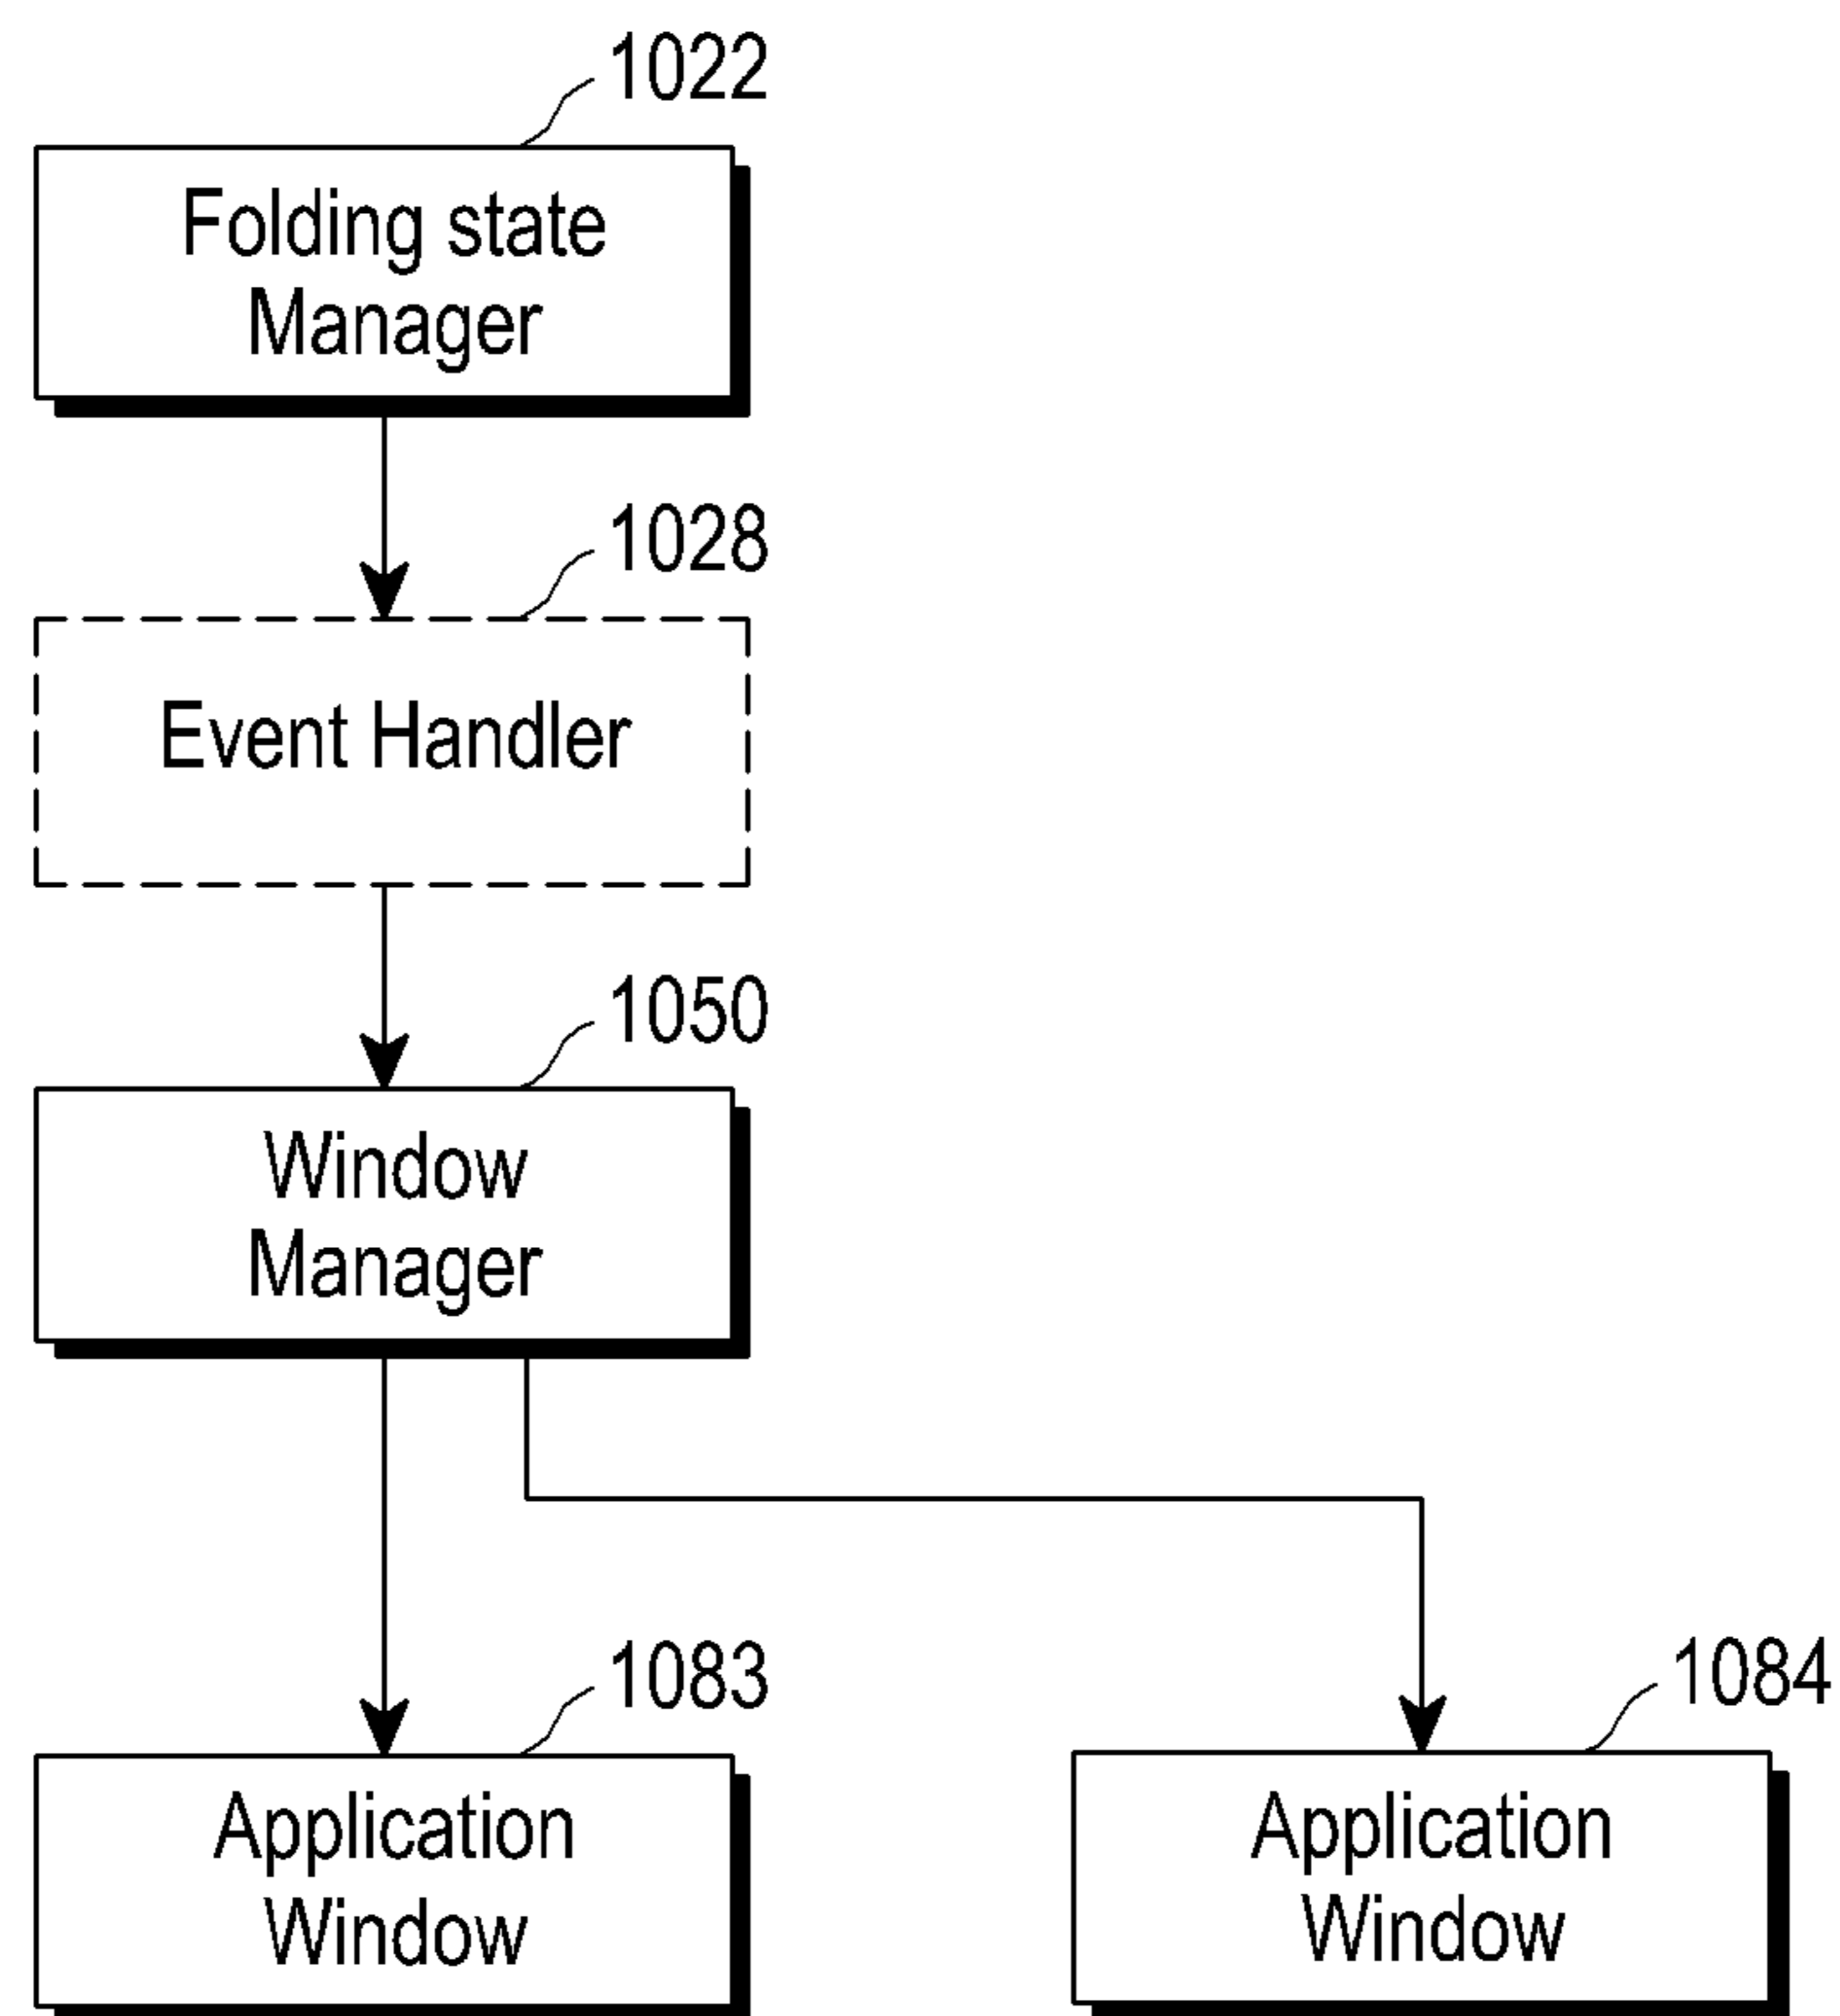 1022
Folding state
Manager
1028
Event Handler
1050
Window
Manager
1083
Application
Window
1084
Application
Window